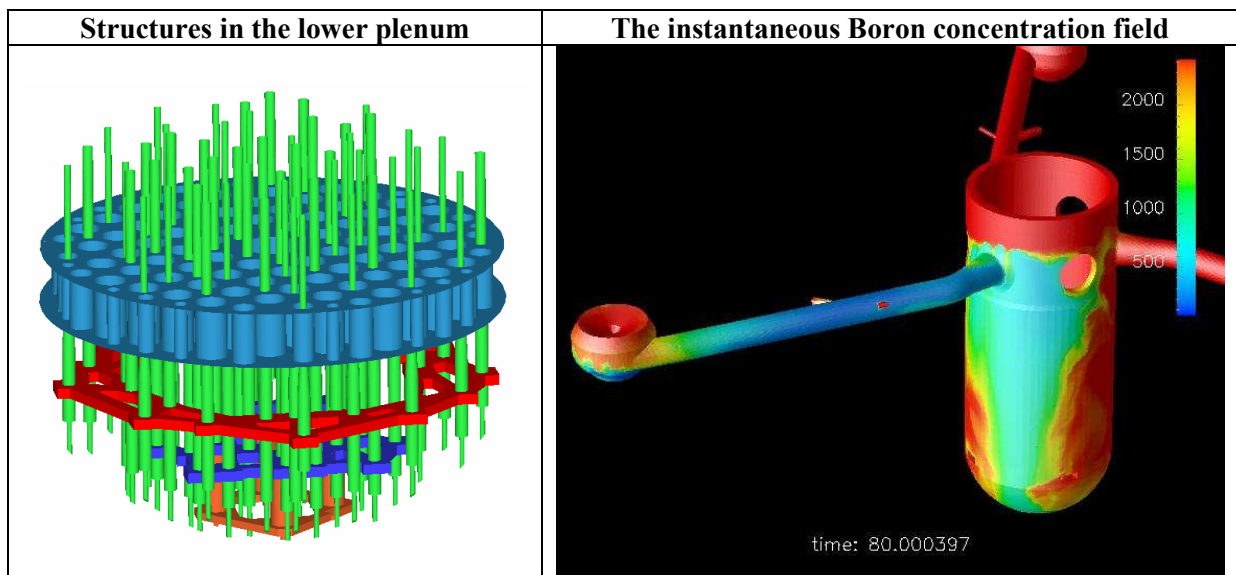 Structures in the lower plenum
The instantaneous Boron concentration field
2000
1500
1000
500
time: 80.000397